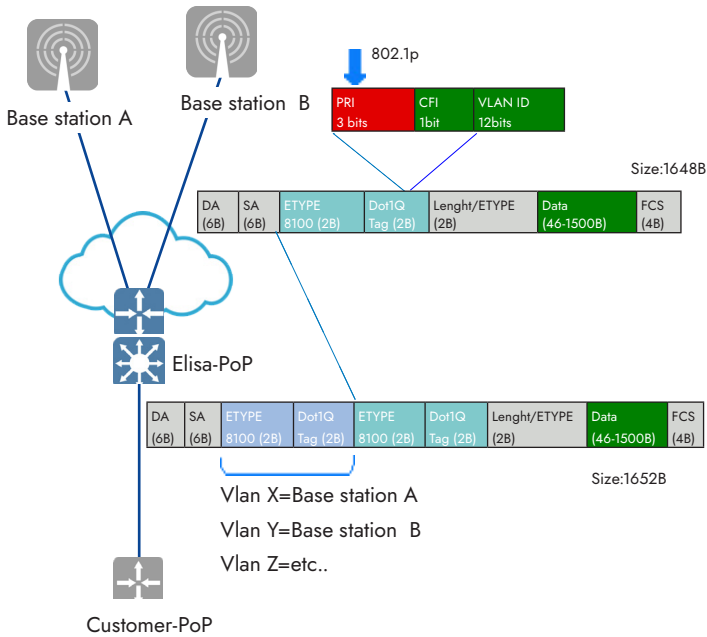 802.1p
Base station A
Base station B
PRI
3 bits
CFI
1bit
VLAN ID
12bits
Size:1648B
DA
(6B)
SA
(6B)
ETYPE
8100 (2B)
Dot1Q
Tag (2B)
Lenght/ETYPE
(2B)
Data
(46-1500B)
FCS
(4B)
Elisa-PoP
DA
(6B)
SA
(6B)
ETYPE
8100 (2B)
Dot1Q
Tag (2B)
ETYPE
8100 (2B)
Dot1Q
Tag (2B)
Lenght/ETYPE
(2B)
Data
(46-1500B)
FCS
(4B)
Size:1652B
Vlan X=Base station A
Vlan Y=Base station B
Vlan Z=etc..
Customer-PoP